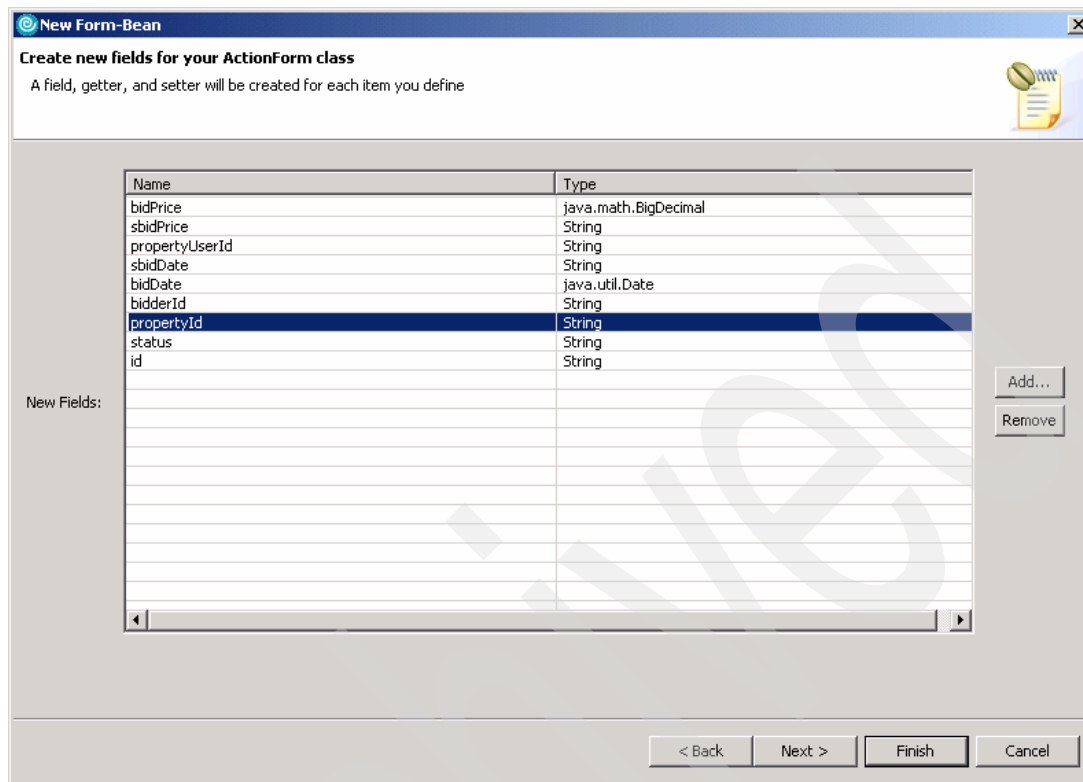 New Form-Bean
Create new fields for your ActionForm class
A field, getter, and setter will be created for each item you define
Name Type
bidPrice java.math.BigDecimal
sbidPrice String
propertyUserId String
sbidDate String
bidDate java.util.Date
bidderId String
propertyId String
status String
id String
New Fields:
Add...
Remove
< Back Next > Finish Cancel